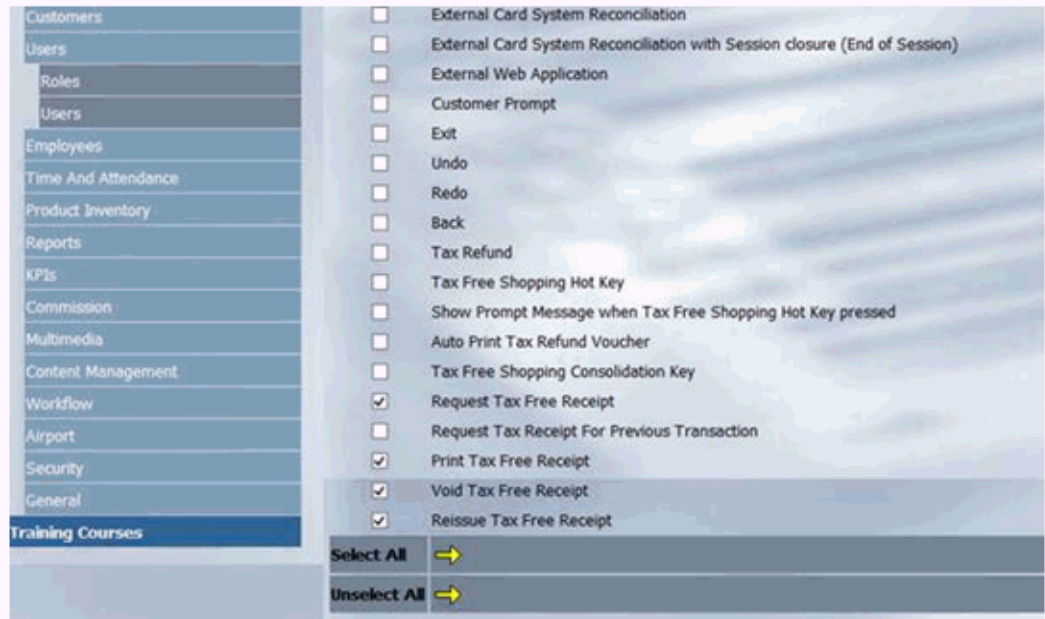 Customers
Users
Roles
Users
Employees
Time And Attendance
Product Inventory
Reports
KPIs
Commission
Multimedia
Content Management
Workflow
Airport
Security
General
Training Courses
External Card System Reconciliation
External Card System Reconciliation with Session closure (End of Session)
External Web Application
Customer Prompt
Exit
Undo
Redo
Back
Tax Refund
Tax Free Shopping Hot Key
Show Prompt Message when Tax Free Shopping Hot Key pressed
Auto Print Tax Refund Voucher
Tax Free Shopping Consolidation Key
Request Tax Free Receipt
Request Tax Receipt For Previous Transaction
Print Tax Free Receipt
Void Tax Free Receipt
Reissue Tax Free Receipt
Select All
Unselect All